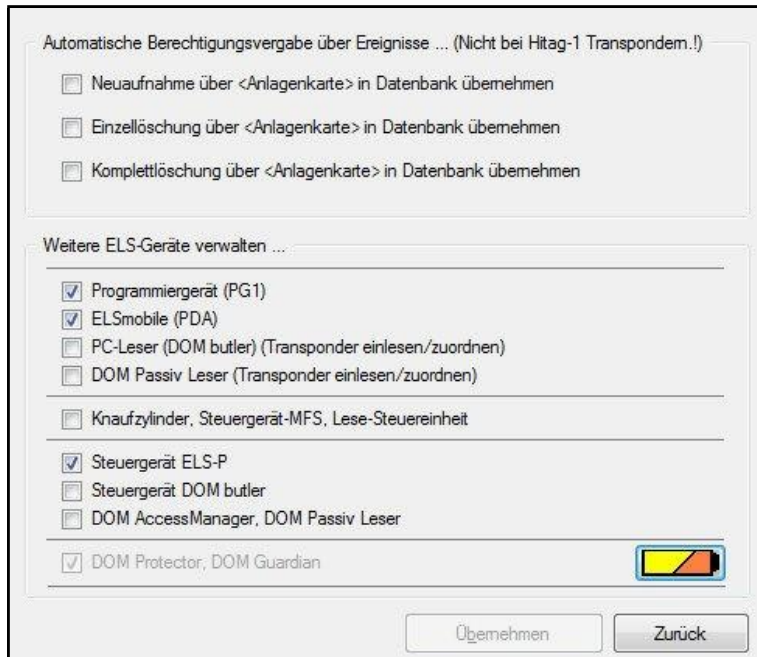 Automatische Berechtigungsvergabe über Ereignisse ... (Nicht bei Hitag-1 Transpondern.!)
Neuaufnahme über <Anlagenkarte> in Datenbank übernehmen
Einzellöschung über <Anlagenkarte> in Datenbank übernehmen
Komplettlöschung über <Anlagenkarte> in Datenbank übernehmen
Weitere ELS-Geräte verwalten ...
Programmiergerät (PG1)
ELSmobile (PDA)
PC-Leser (DOM butler) (Transponder einlesen/zuordnen)
DOM Passiv Leser (Transponder einlesen/zuordnen)
Knaufzylinder, Steuergerät-MFS, Lese-Steuereinheit
Steuergerät ELS-P
Steuergerät DOM butler
DOM AccessManager, DOM Passiv Leser
DOM Protector, DOM Guardian
Übernehmen Zurück